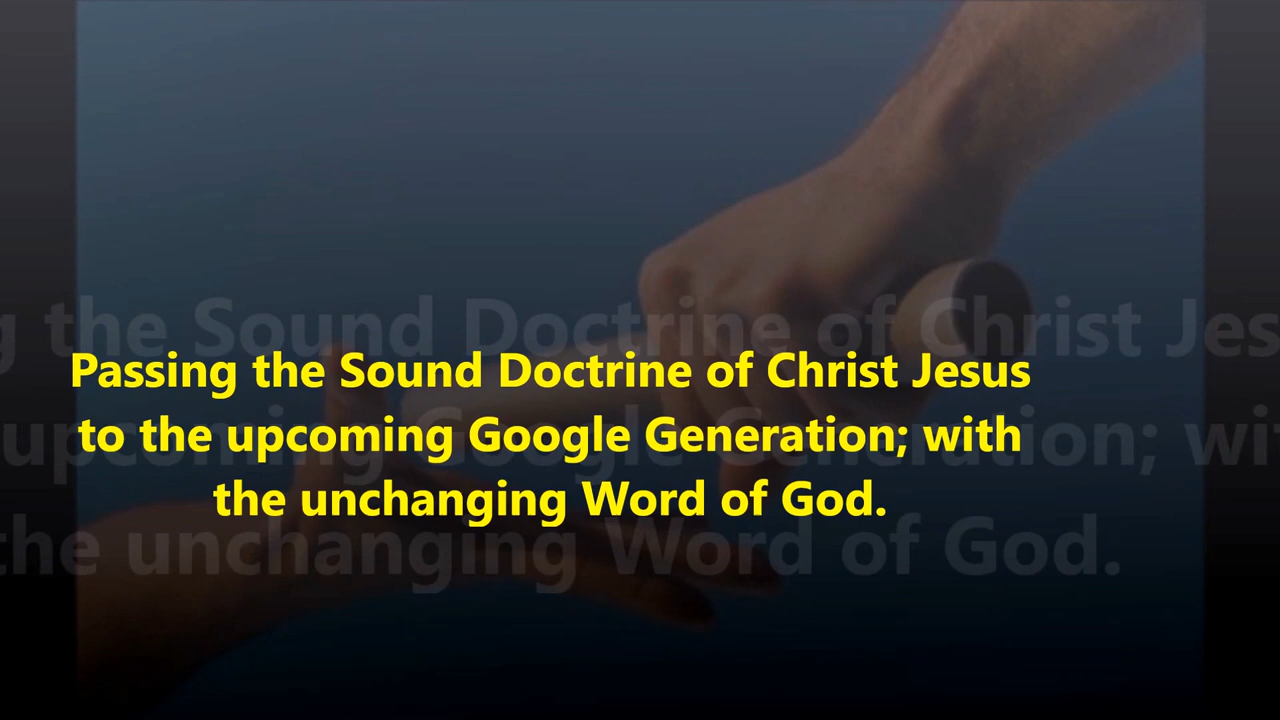 Passing the Sound Doctrine of Christ Jesus
to the upcoming Google Generation; with
the unchanging Word of God.